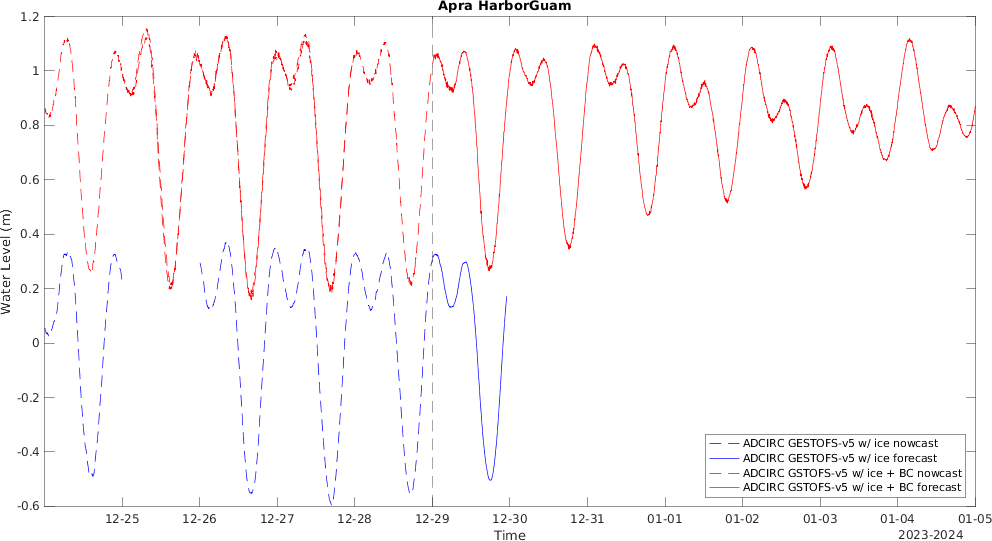 Apra HarborGuam
1.2
1
0.8
0.6
0.4
0.2
0
-0.2
-0.4
-0.6
Water Level (m)
ADCIRC GESTOFS-v5 w/ ice nowcast
ADCIRC GESTOFS-v5 w/ ice forecast
ADCIRC GSTOFS-v5 w/ ice + BC nowcast
ADCIRC GSTOFS-v5 w/ ice + BC forecast
12-25 12-26 12-27 12-28 12-29 12-30 12-31 01-01 01-02 01-03 01-04 01-05
Time
2023-2024